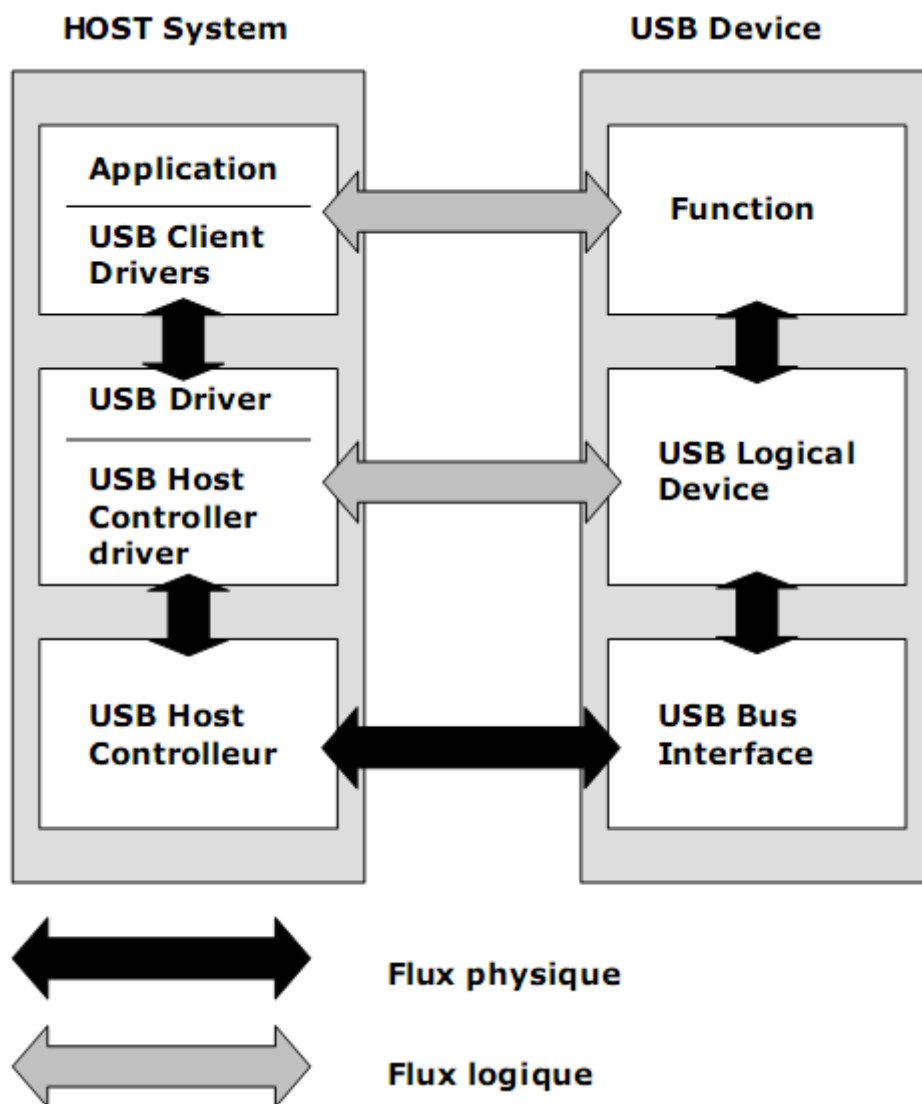 HOST System
USB Device
Application
USB Client
Drivers
Function
USB Driver
USB Host
Controller
driver
USB Logical
Device
USB Host
Controlleur
USB Bus
Interface
Flux physique
Flux logique